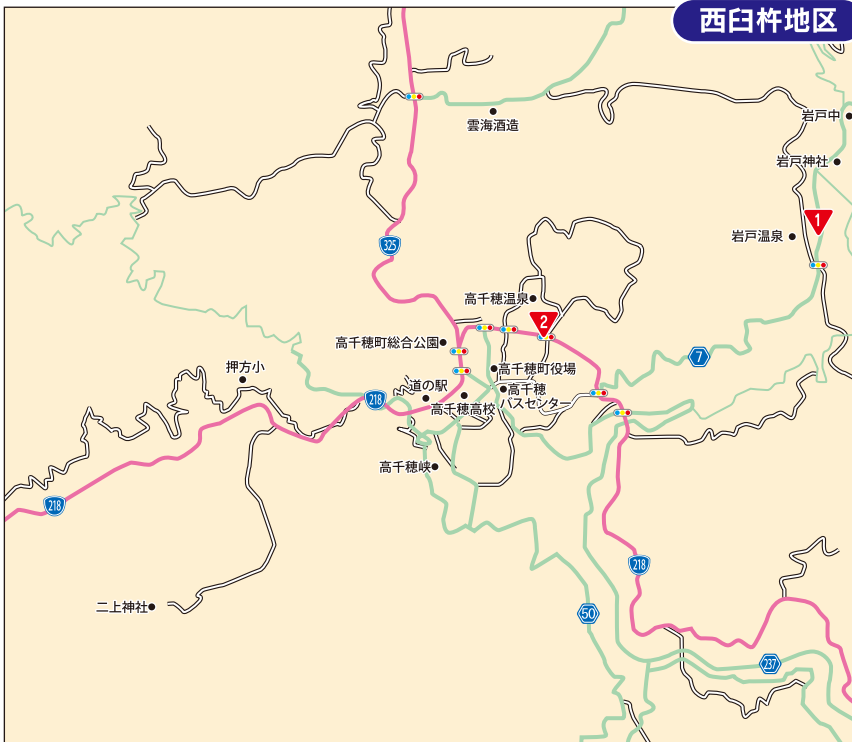 西臼杵地区
雲海酒造
岩戸中
岩戸神社
1
岩戸温泉
325
高千穂温泉
2
高千穂町総合公園
7
押方小
高千穂町役場
道の駅
218
高千穂
バスセンター
高千穂高校
高千穂峡
218
218
二上神社
50
237